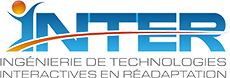 INTER
INGÉNIERIE DE TECHNOLOGIES
INTERACTIVES EN RÉADAPTATION